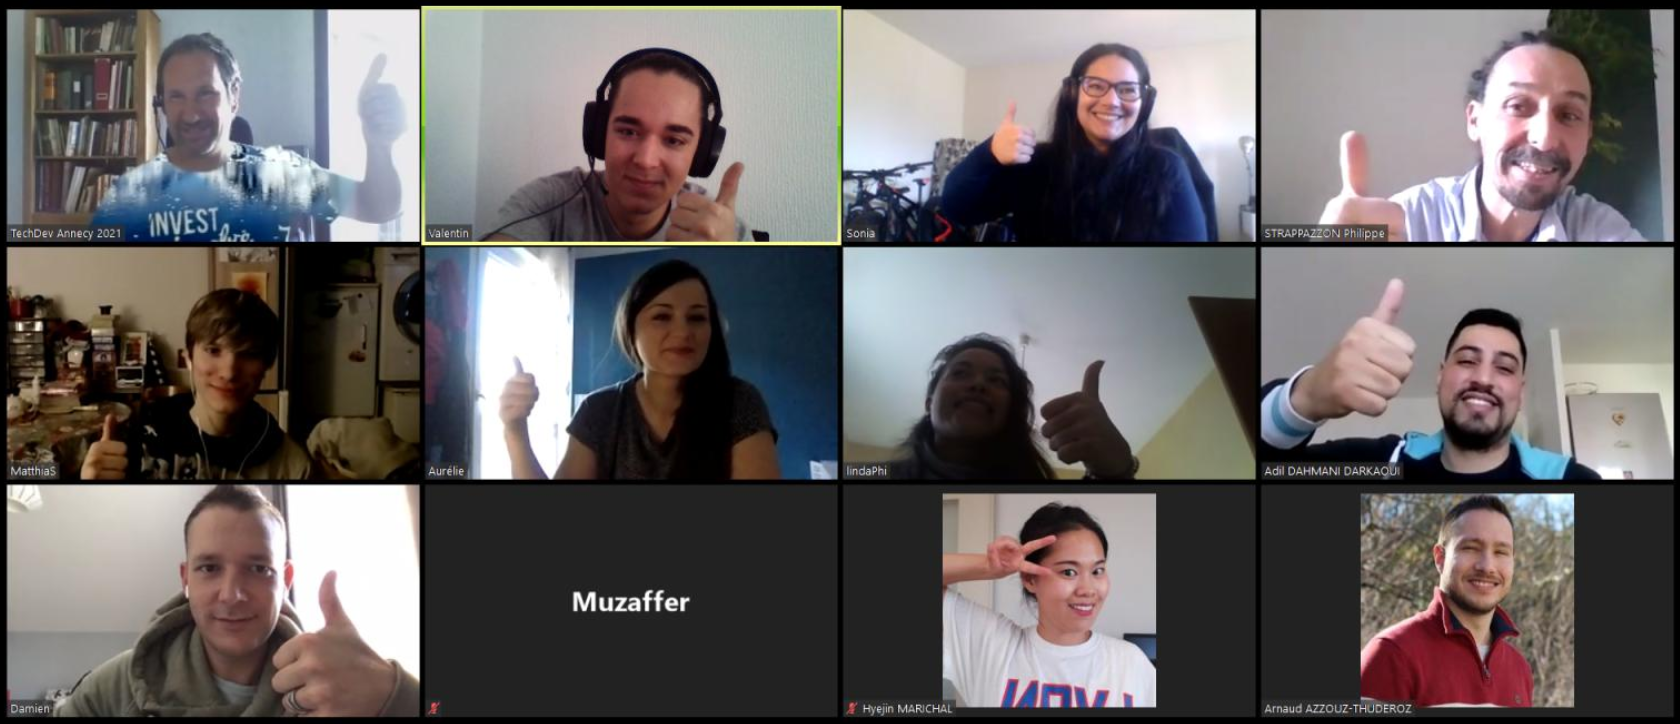 INVEST
TechDev Annecy 2021
Valentin
Sonia
STRAPPAZZON Philippe
MatthiaS
Aurélie
lindaPhi
Adil DAHMANI DARKAOUI
Damien
Muzaffer
Hyejin MARICHAL
Arnaud AZZOUZ-THUDEROZ